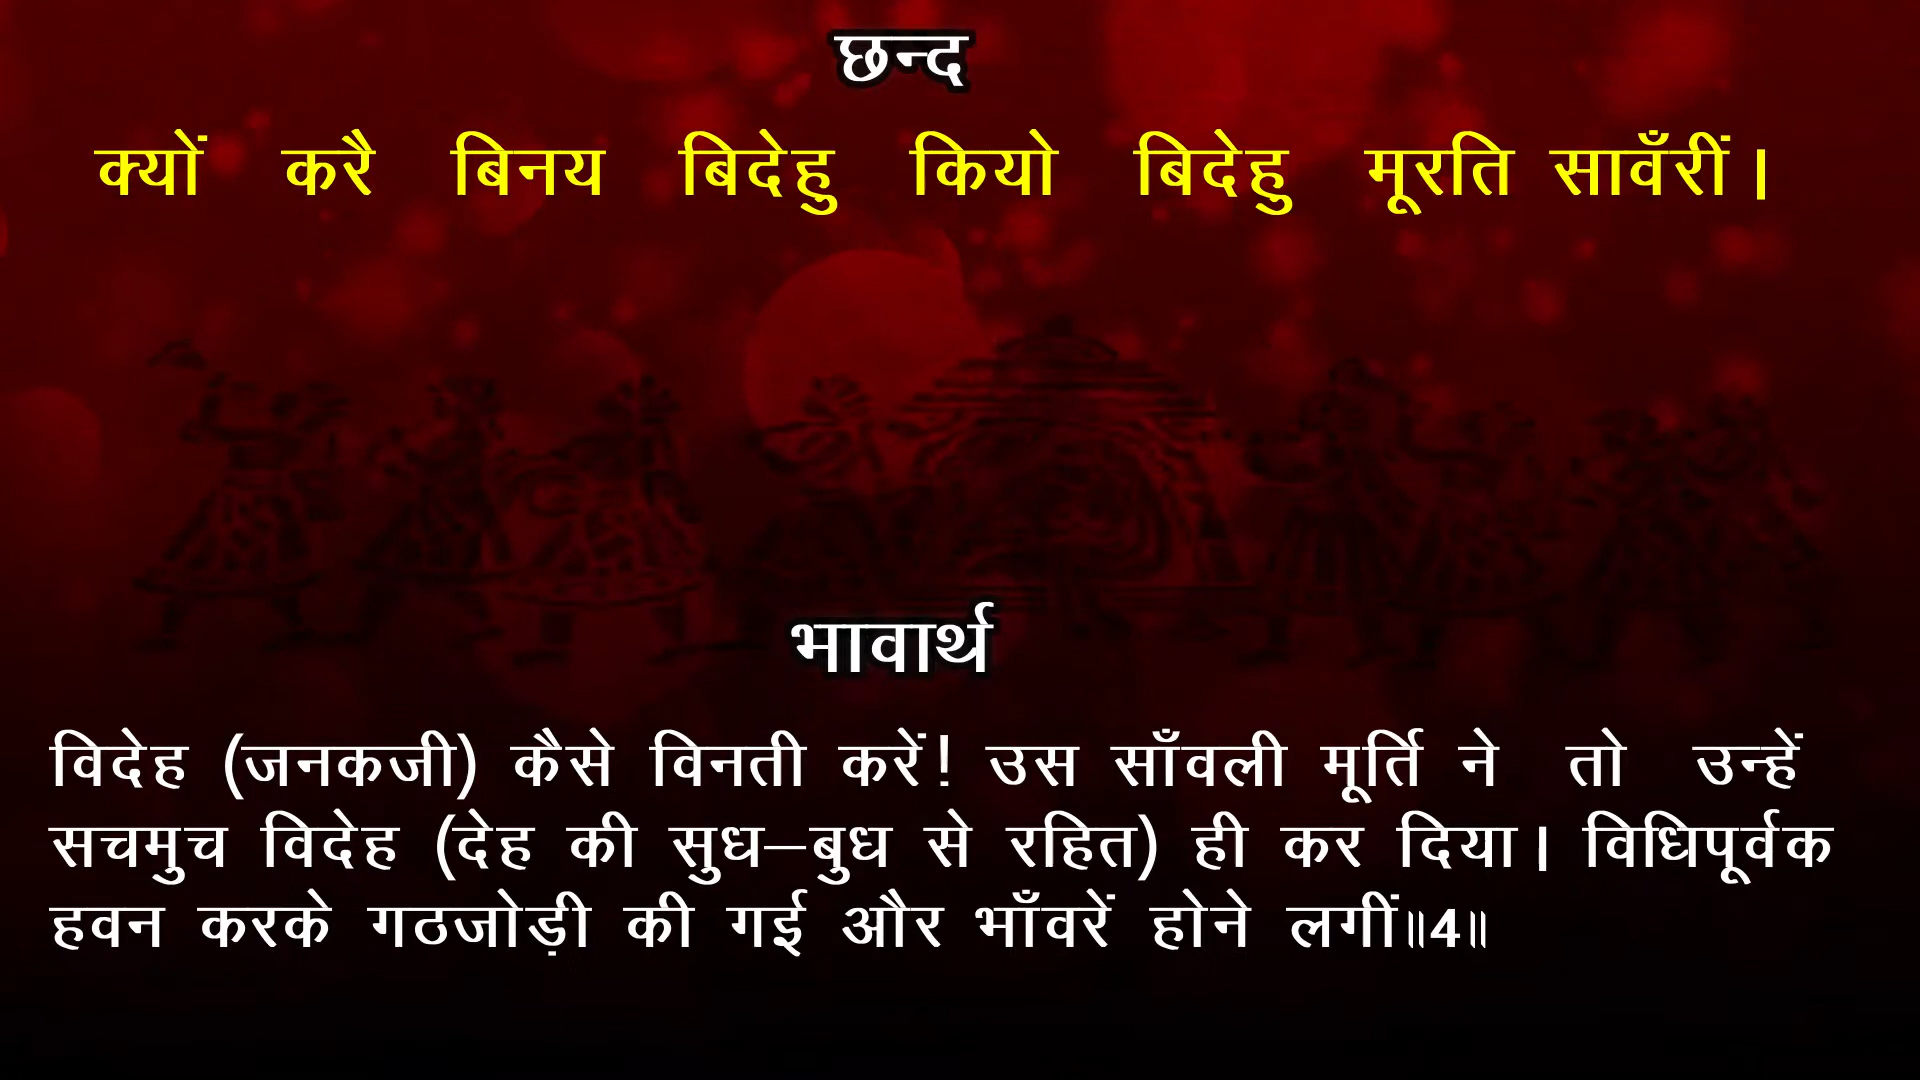 छन्द
क्यों करै बिनय बिदेहु कियो बिदेहु मूरति सावँरीं।
भावार्थ
विदेह (जनकजी) कैसे विनती करें! उस साँवली मूर्ति ने तो उन्हें
सचमुच विदेह (देह की सुध–बुध से रहित) ही कर दिया। विधिपूर्वक
हवन करके गठजोड़ी की गई और भाँवरें होने लगीं॥4॥